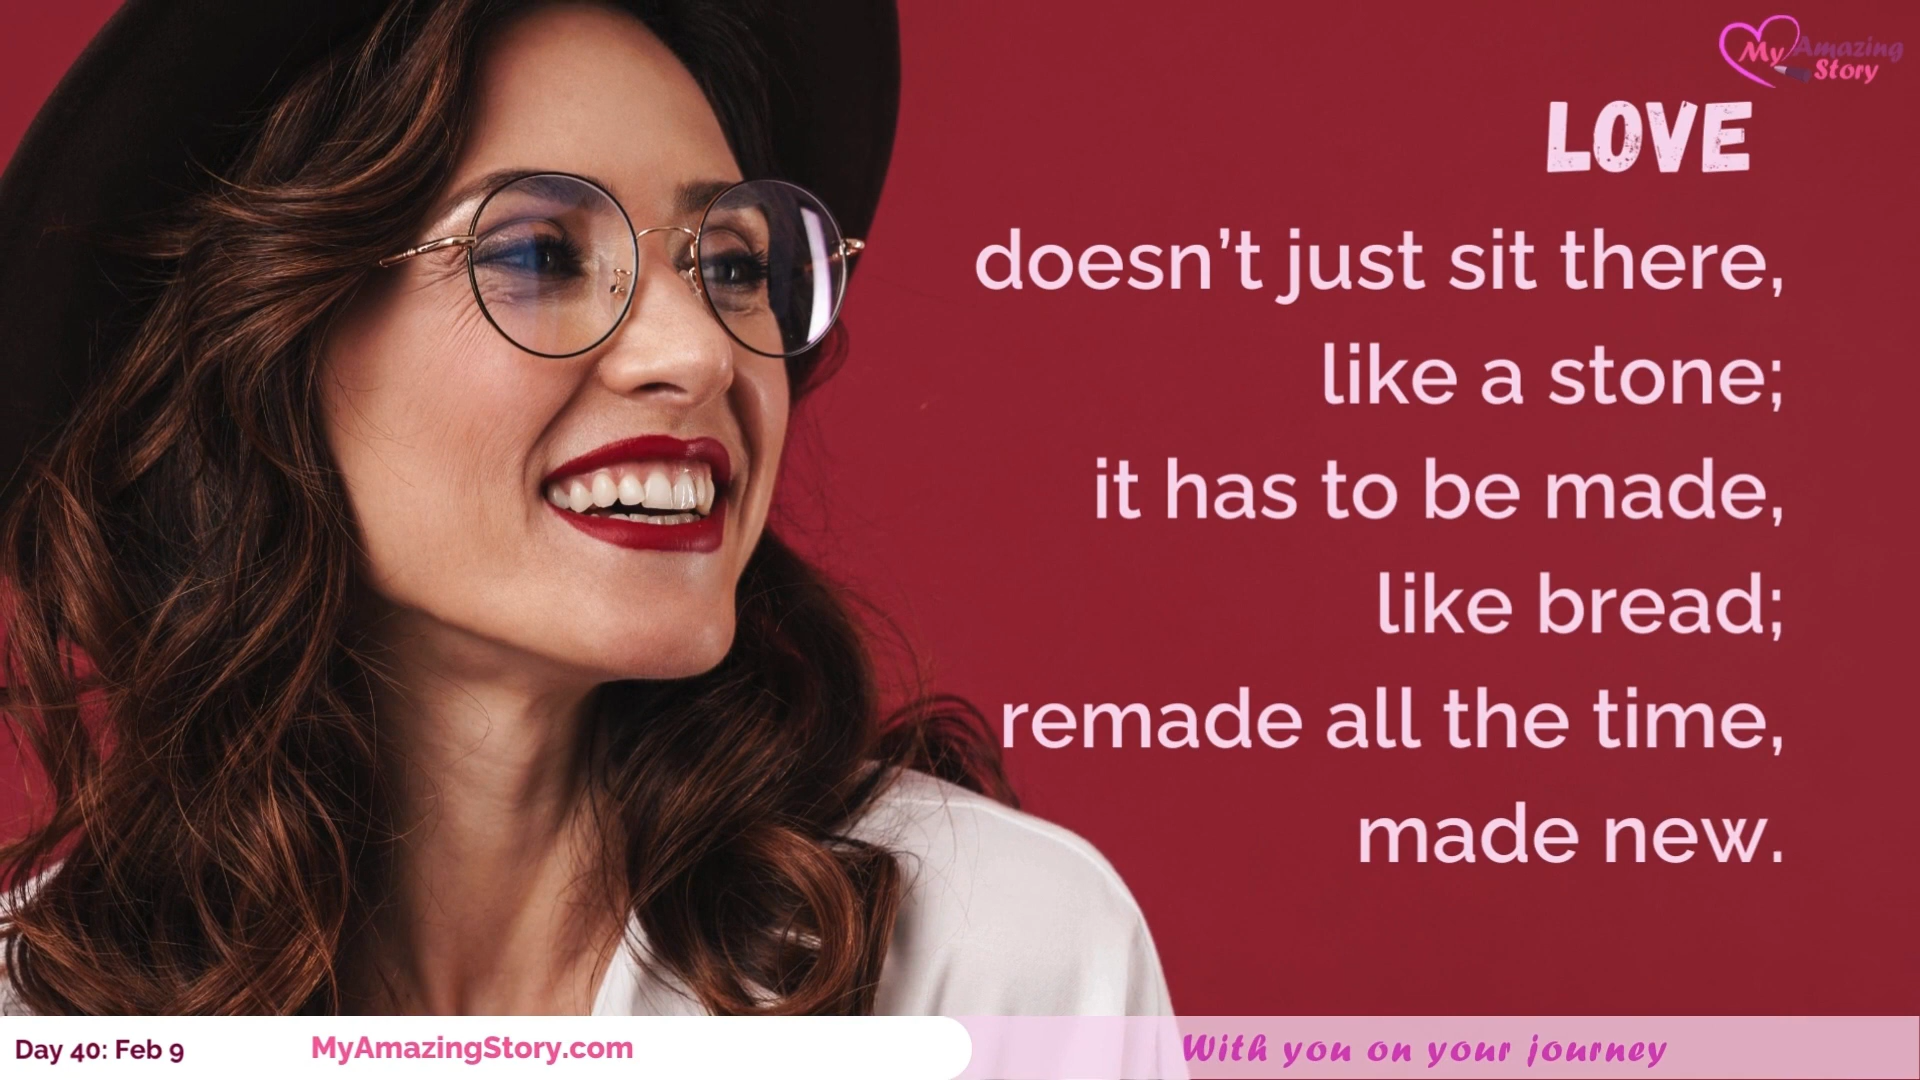 My Amazing
Story
LOVE
doesn’t just sit there,
like a stone;
it has to be made,
like bread;
remade all the time,
made new.
Day 40: Feb 9
MyAmazingStory.com
With you on your journey